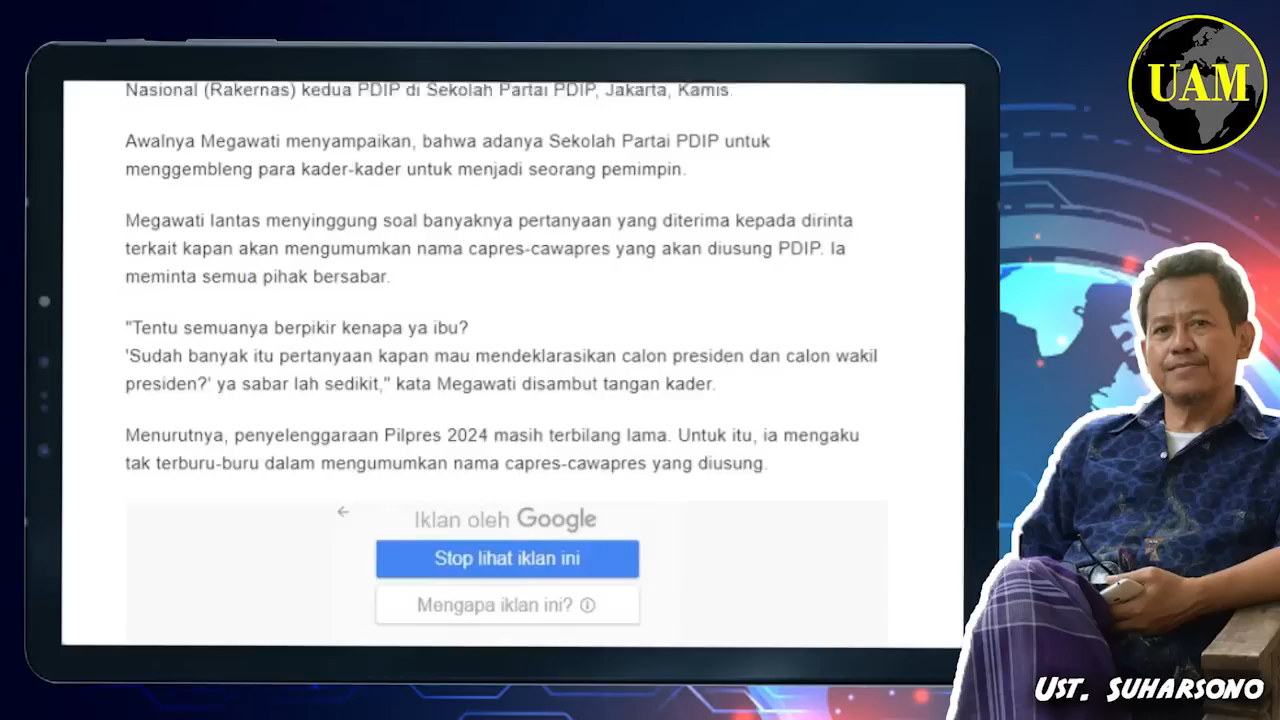 Nasional (Rakernas) kedua PDIP di Sekolah Partai PDIP, Jakarta, Kamis.
Awalnya Megawati menyampaikan, bahwa adanya Sekolah Partai PDIP untuk
menggembleng para kader-kader untuk menjadi seorang pemimpin.
Megawati lantas menyinggung soal banyaknya pertanyaan yang diterima kepada dirinta
terkait kapan akan mengumumkan nama capres-cawapres yang akan diusung PDIP. Ia
meminta semua pihak bersabar.
"Tentu semuanya berpikir kenapa ya ibu?
'Sudah banyak itu pertanyaan kapan mau mendeklarasikan calon presiden dan calon wakil
presiden?' ya sabar lah sedikit," kata Megawati disambut tangan kader.
Menurutnya, penyelenggaraan Pilpres 2024 masih terbilang lama. Untuk itu, ia mengaku
tak terburu-buru dalam mengumumkan nama capres-cawapres yang diusung.
Iklan oleh Google
Stop lihat iklan ini
Mengapa iklan ini?
UAM
UST. SUHARSONO